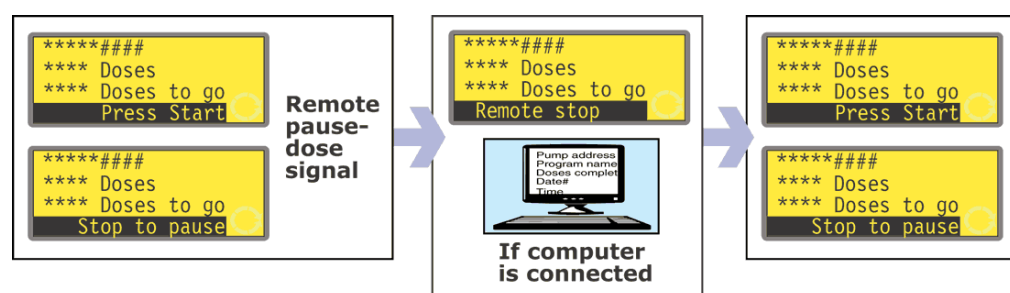 *****####
**** Doses
**** Doses to go
Press Start
*****####
**** Doses
**** Doses to go
Stop to pause
Remote
pause-
dose
signal
*****####
**** Doses
**** Doses to go
Remote stop
Pump address
Program name
Doses complet
Date#
Time
If computer
is connected
*****####
**** Doses
**** Doses to go
Press Start
*****####
**** Doses
**** Doses to go
Stop to pause